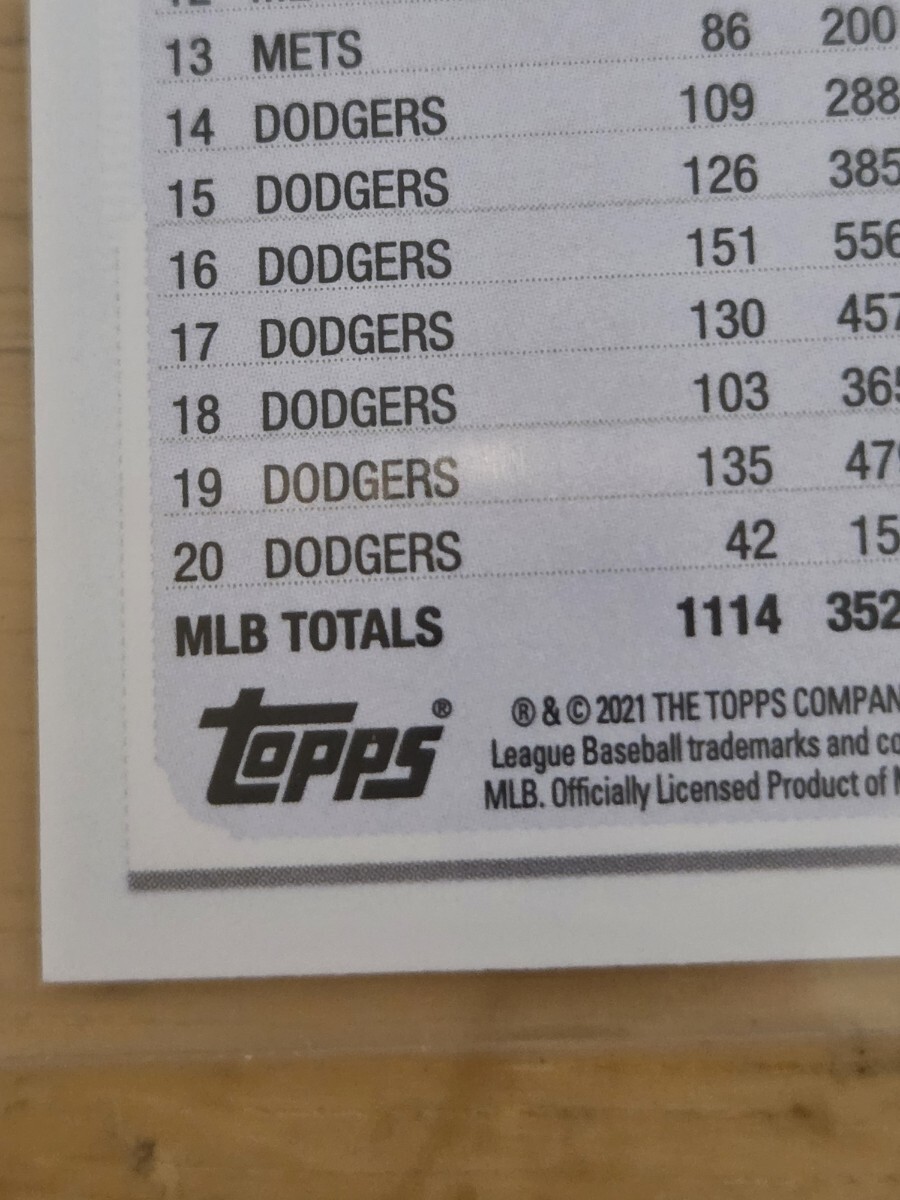 13 METS 86 200
14 DODGERS 109 288
15 DODGERS 126 385
16 DODGERS 151 556
17 DODGERS 130 457
18 DODGERS 103 365
19 DODGERS 135 47
20 DODGERS 42 15
MLB TOTALS 1114 352
topps® ® & © 2021 THE TOPPS COMPAN
League Baseball trademarks and co
MLB. Officially Licensed Product of